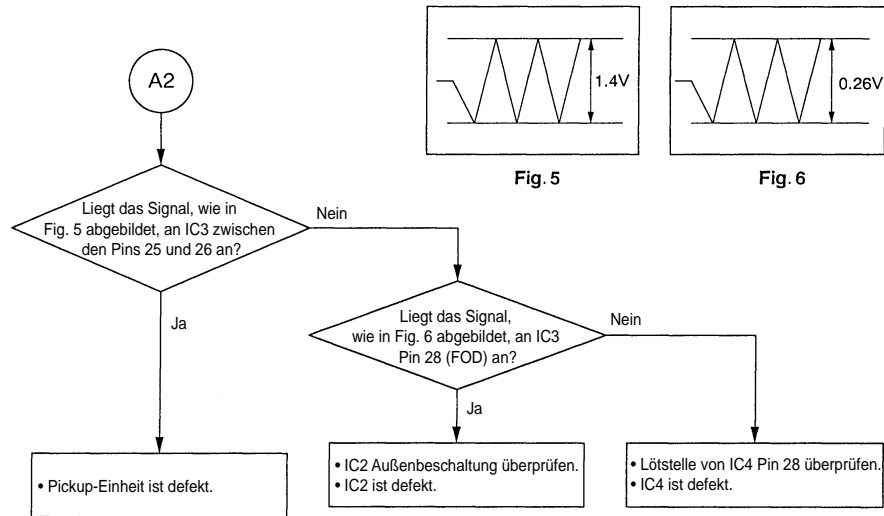 A2
1.4V
0.26V
Fig. 5
Fig. 6
Liegt das Signal, wie in
Fig. 5 abgebildet, an IC3 zwischen
den Pins 25 und 26 an?
Nein
Ja
Liegt das Signal,
wie in Fig. 6 abgebildet, an IC3
Pin 28 (FOD) an?
Nein
Ja
• Pickup-Einheit ist defekt.
• IC2 Außenbeschaltung überprüfen.
• IC2 ist defekt.
• Lötstelle von IC4 Pin 28 überprüfen.
• IC4 ist defekt.